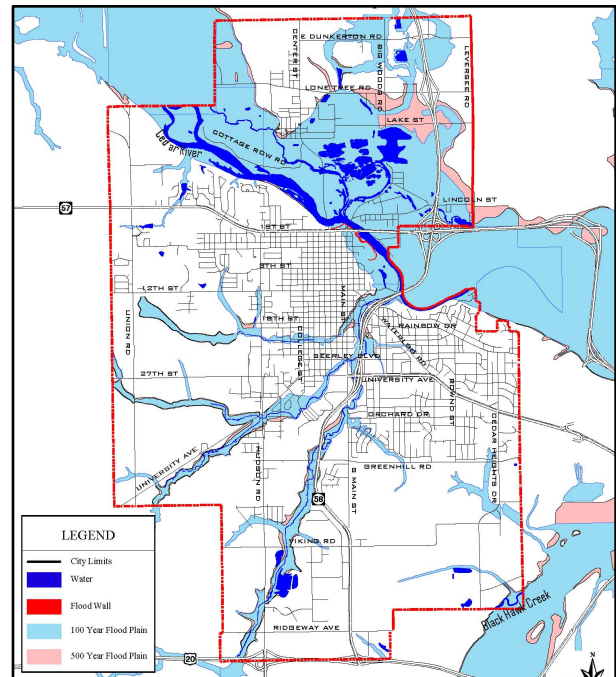 E DUNKERTON RD
CENTER ST
BIG WOODS RD
LEVERSEE RD
LONE TREE RD
LAKE ST
Cedar River
COTTAGE ROW RD
LINCOLN ST
57
1ST ST
8TH ST
12TH ST
18TH ST
MAIN ST
RAINBOW DR
WATERLOO RD
UNION RD
COLLEGE ST
SEERLEY BLVD
27TH ST
UNIVERSITY AVE
ROWND ST
ORCHARD DR
CEDAR HEIGHTS DR
UNIVERSITY AVE
HUDSON RD
GREENHILL RD
58
S MAIN ST
VIKING RD
RIDGEWAY AVE
Black Hawk Creek
20
LEGEND
City Limits
Water
Flood Wall
100 Year Flood Plain
500 Year Flood Plain
N